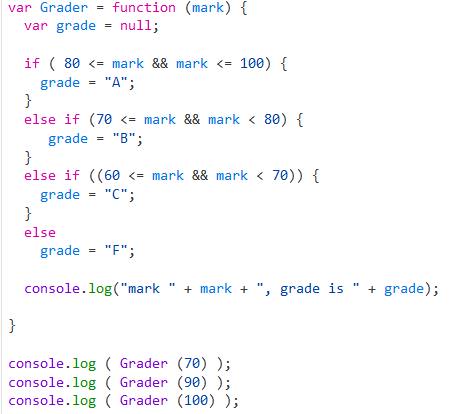 var Grader = function (mark) {
var grade = null;
if ( 80 <= mark && mark <= 100) {
grade = "A";
}
else if (70 <= mark && mark < 80) {
grade = "B";
}
else if ((60 <= mark && mark < 70)) {
grade = "C";
}
else
grade = "F";
console.log("mark " + mark + ", grade is " + grade);
}
console.log ( Grader (70) );
console.log ( Grader (90) );
console.log ( Grader (100) );